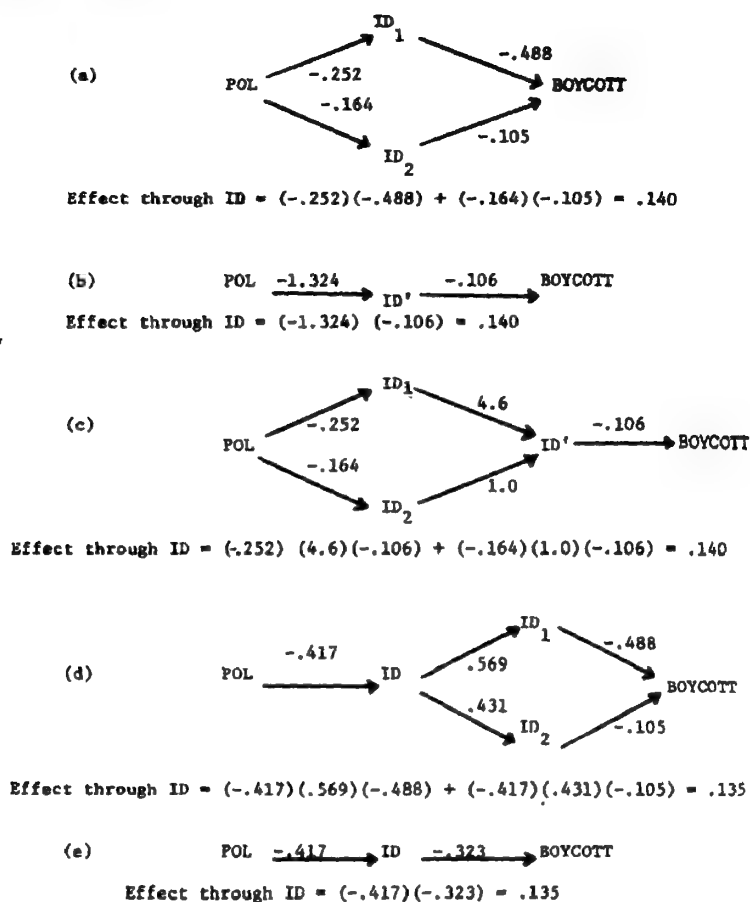 ID1
-.488
(a)
POL -.252 BOYCOTT
-.164
-.105
ID2
Effect through ID = (-.252)(-.488) + (-.164)(-.105) = .140
(b) POL -1.324 ID' -.106 BOYCOTT
Effect through ID = (-1.324) (-.106) = .140
ID1
4.6
(c) -.252 -.106
POL ID' BOYCOTT
-.164
1.0
ID2
Effect through ID = (-.252) (4.6)(-.106) + (-.164)(1.0)(-.106) = .140
ID1
-.417 -.488
(d) POL ID .569
BOYCOTT
.431
ID2 -.105
Effect through ID = (-.417)(.569)(-.488) + (-.417)(.431)(-.105) = .135
(e) POL -.417 ID -.323 BOYCOTT
Effect through ID = (-.417)(-.323) = .135